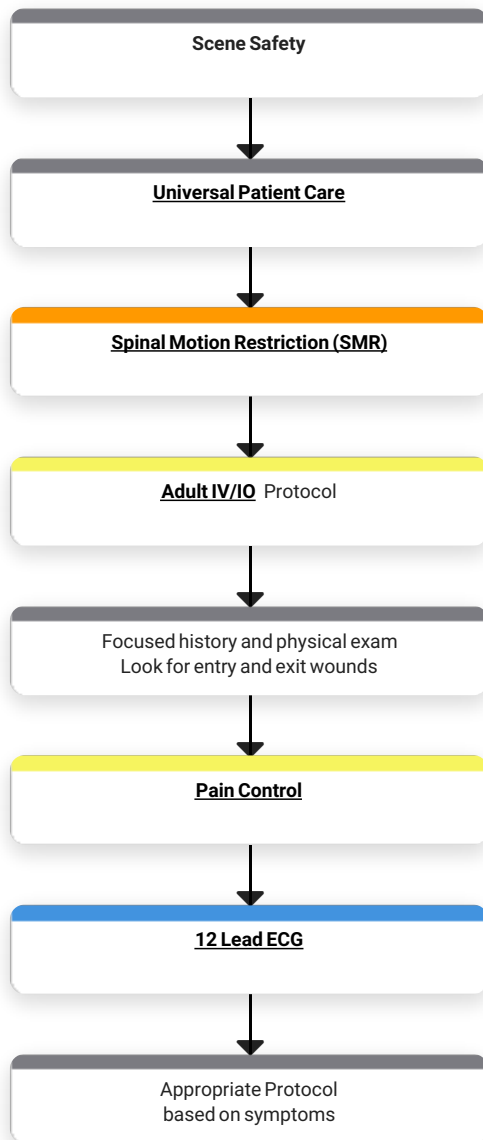 Scene Safety
Universal Patient Care
Spinal Motion Restriction (SMR)
Adult IV/IO Protocol
Focused history and physical exam
Look for entry and exit wounds
Pain Control
12 Lead ECG
Appropriate Protocol
based on symptoms